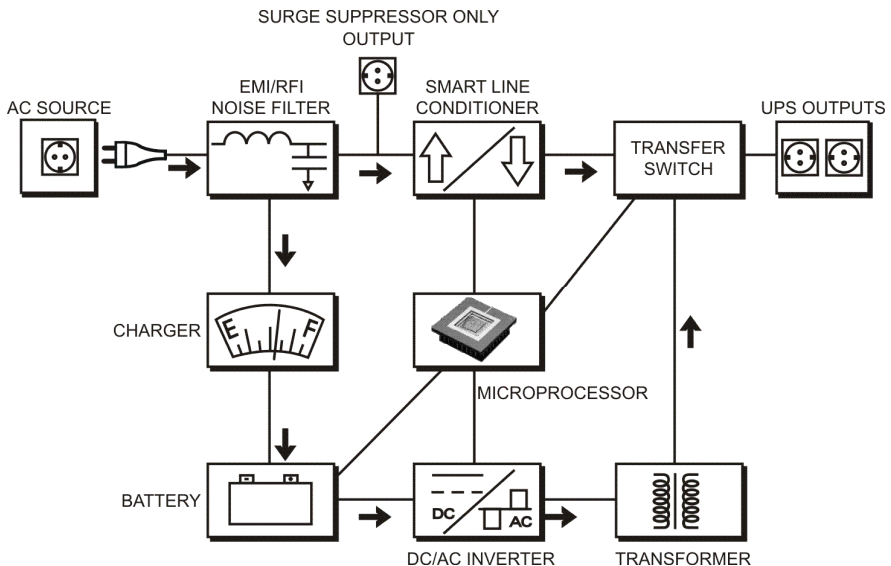 SURGE SUPPRESSOR ONLY
OUTPUT
AC SOURCE
EMI/RFI
NOISE FILTER
SMART LINE
CONDITIONER
UPS OUTPUTS
TRANSFER
SWITCH
CHARGER
E F
MICROPROCESSOR
BATTERY
- +
DC
AC
DC/AC INVERTER
TRANSFORMER